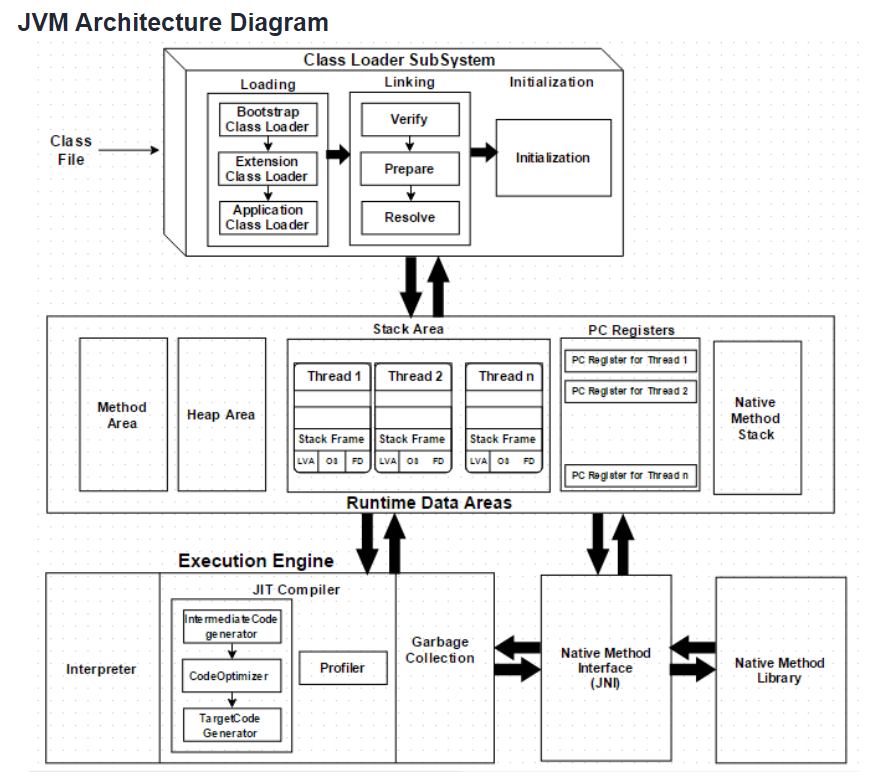 JVM Architecture Diagram
Class Loader SubSystem
Loading
Linking
Initialization
Bootstrap
Class Loader
Extension
Class Loader
Application
Class Loader
Verify
Prepare
Resolve
Initialization
Class
File
Stack Area
PC Registers
Method
Area
Heap Area
Thread 1
Thread 2
Thread n
Stack Frame
Stack Frame
Stack Frame
LVA OS FD
LVA OS FD
LVA OS FD
PC Register for Thread 1
PC Register for Thread 2
PC Register for Thread n
Native
Method
Stack
Runtime Data Areas
Execution Engine
Interpreter
JIT Compiler
IntermediateCode
generator
CodeOptimizer
TargetCode
Generator
Profiler
Garbage
Collection
Native Method
Interface
(JNI)
Native Method
Library